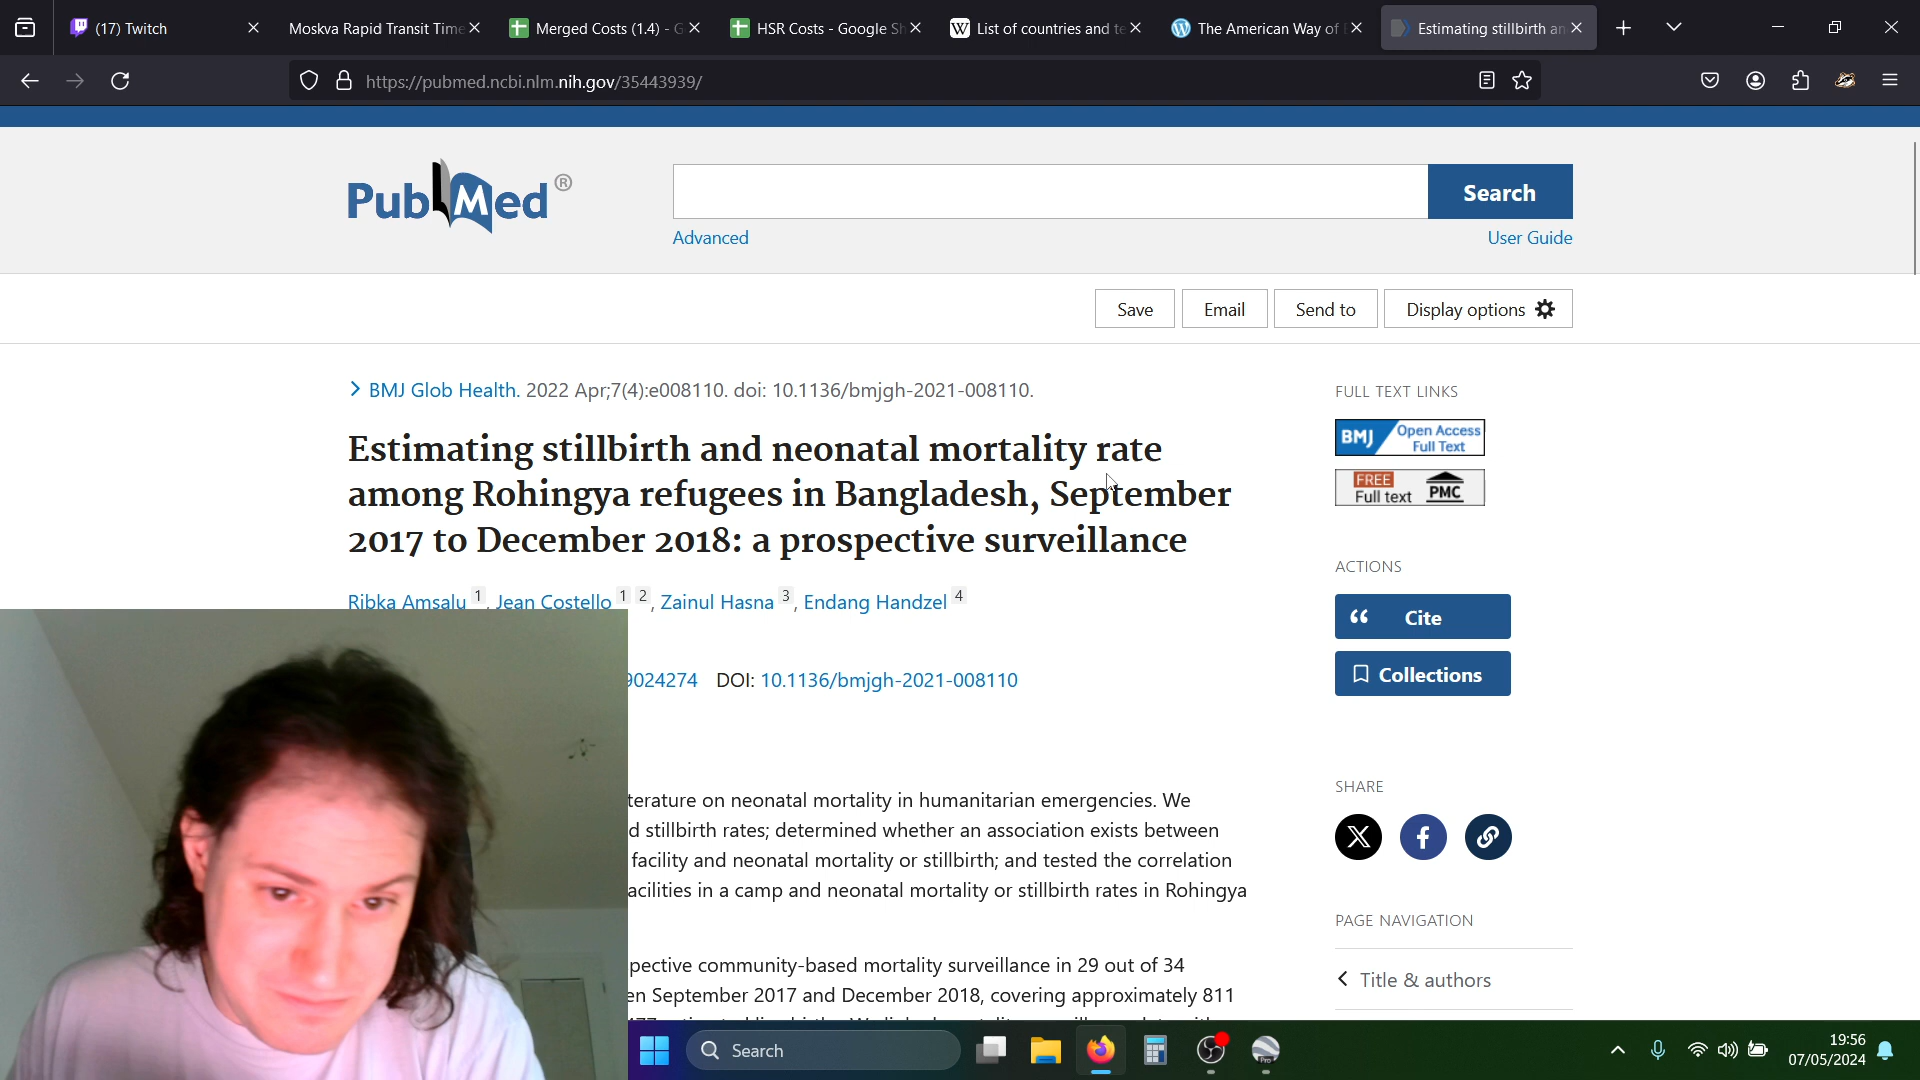 (17) Twitch
Moskva Rapid Transit Time
Merged Costs (1.4) - G
HSR Costs - Google Sh
List of countries and te
The American Way of
Estimating stillbirth an
https://pubmed.ncbi.nlm.nih.gov/35443939/
PubMed®
Search
Advanced
User Guide
Save
Email
Send to
Display options
BMJ Glob Health. 2022 Apr;7(4):e008110. doi: 10.1136/bmjgh-2021-008110.
Estimating stillbirth and neonatal mortality rate
among Rohingya refugees in Bangladesh, September
2017 to December 2018: a prospective surveillance
Ribka Amsalu 1, Jean Costello 1 2, Zainul Hasna 3, Endang Handzel 4
9024274 DOI: 10.1136/bmjgh-2021-008110
terature on neonatal mortality in humanitarian emergencies. We
d stillbirth rates; determined whether an association exists between
facility and neonatal mortality or stillbirth; and tested the correlation
acilities in a camp and neonatal mortality or stillbirth rates in Rohingya
pective community-based mortality surveillance in 29 out of 34
en September 2017 and December 2018, covering approximately 811
FULL TEXT LINKS
BMJ Open Access
Full Text
FREE
Full text PMC
ACTIONS
Cite
Collections
SHARE
PAGE NAVIGATION
Title & authors
Search
19:56
07/05/2024